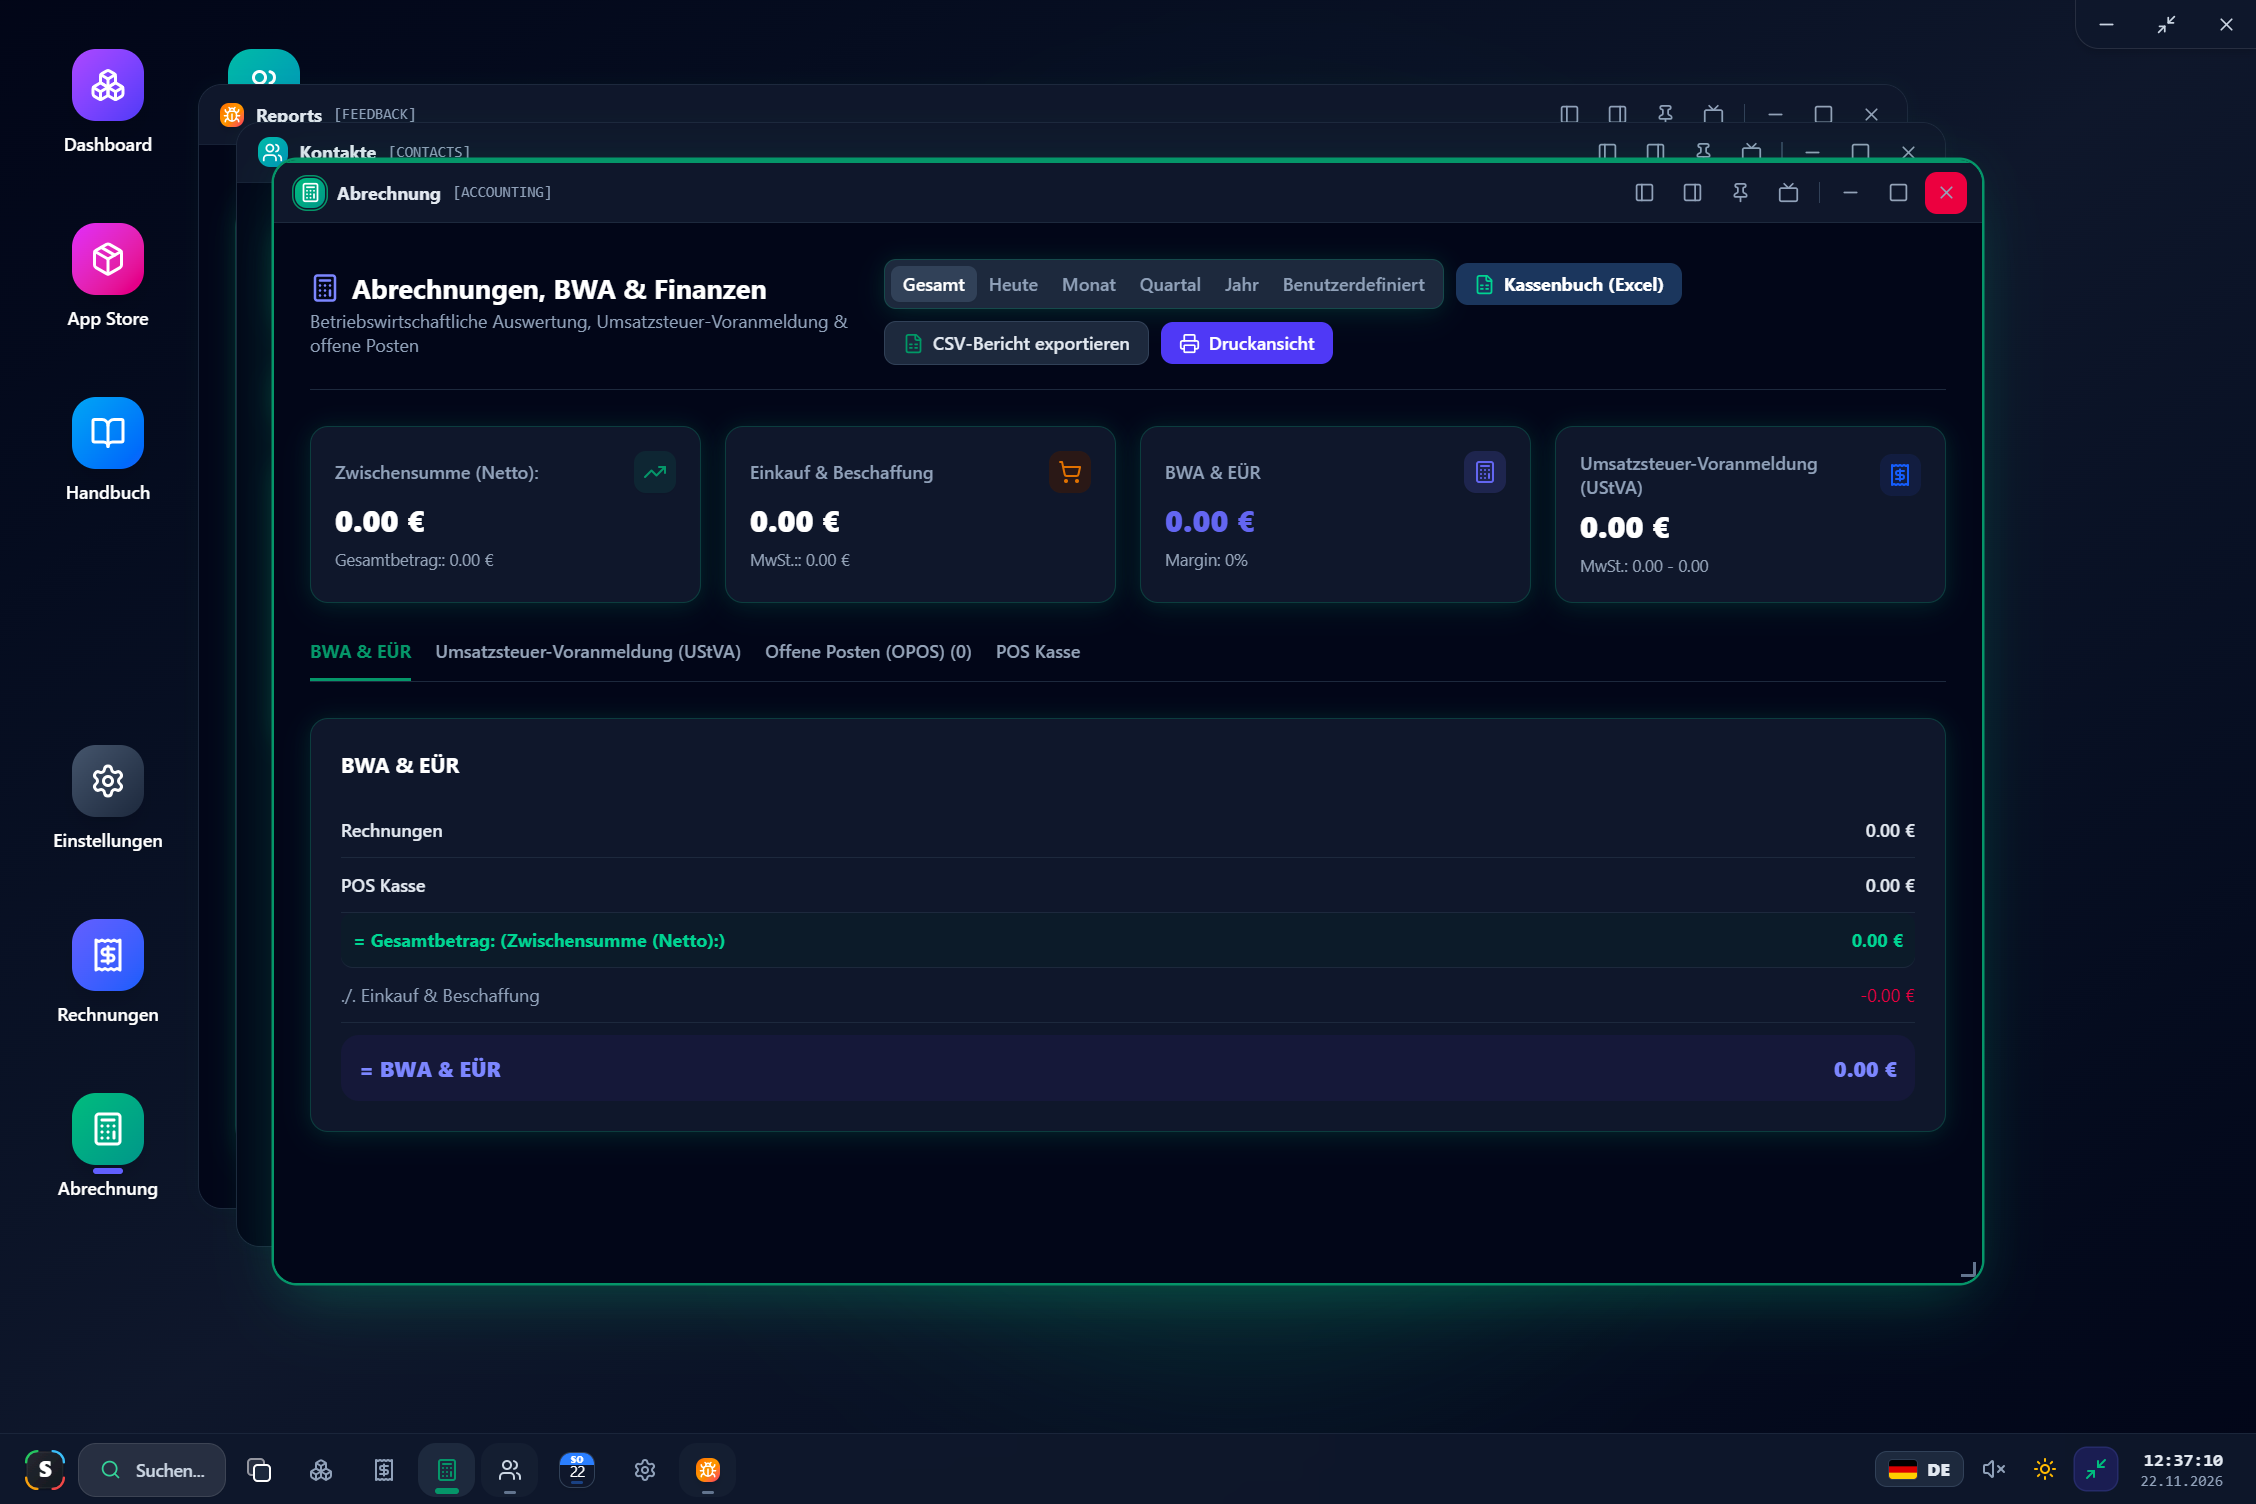 Dashboard
App Store
Handbuch
Einstellungen
Rechnungen
Abrechnung
Reports [FEEDBACK]
Kontakte [CONTACTS]
Abrechnung [ACCOUNTING]
Abrechnungen, BWA & Finanzen
Betriebswirtschaftliche Auswertung, Umsatzsteuer-Voranmeldung &
offene Posten
Gesamt Heute Monat Quartal Jahr Benutzerdefiniert
Kassenbuch (Excel)
CSV-Bericht exportieren
Druckansicht
Zwischensumme (Netto):
0.00 €
Gesamtbetrag:: 0.00 €
Einkauf & Beschaffung
0.00 €
MwSt.:: 0.00 €
BWA & EÜR
0.00 €
Margin: 0%
Umsatzsteuer-Voranmeldung
(UStVA)
0.00 €
MwSt.: 0.00 - 0.00
BWA & EÜR Umsatzsteuer-Voranmeldung (UStVA) Offene Posten (OPOS) (0) POS Kasse
BWA & EÜR
Rechnungen 0.00 €
POS Kasse 0.00 €
= Gesamtbetrag: (Zwischensumme (Netto):) 0.00 €
./. Einkauf & Beschaffung -0.00 €
= BWA & EÜR 0.00 €
S
Suchen...
SO
22
DE
12:37:10
22.11.2026